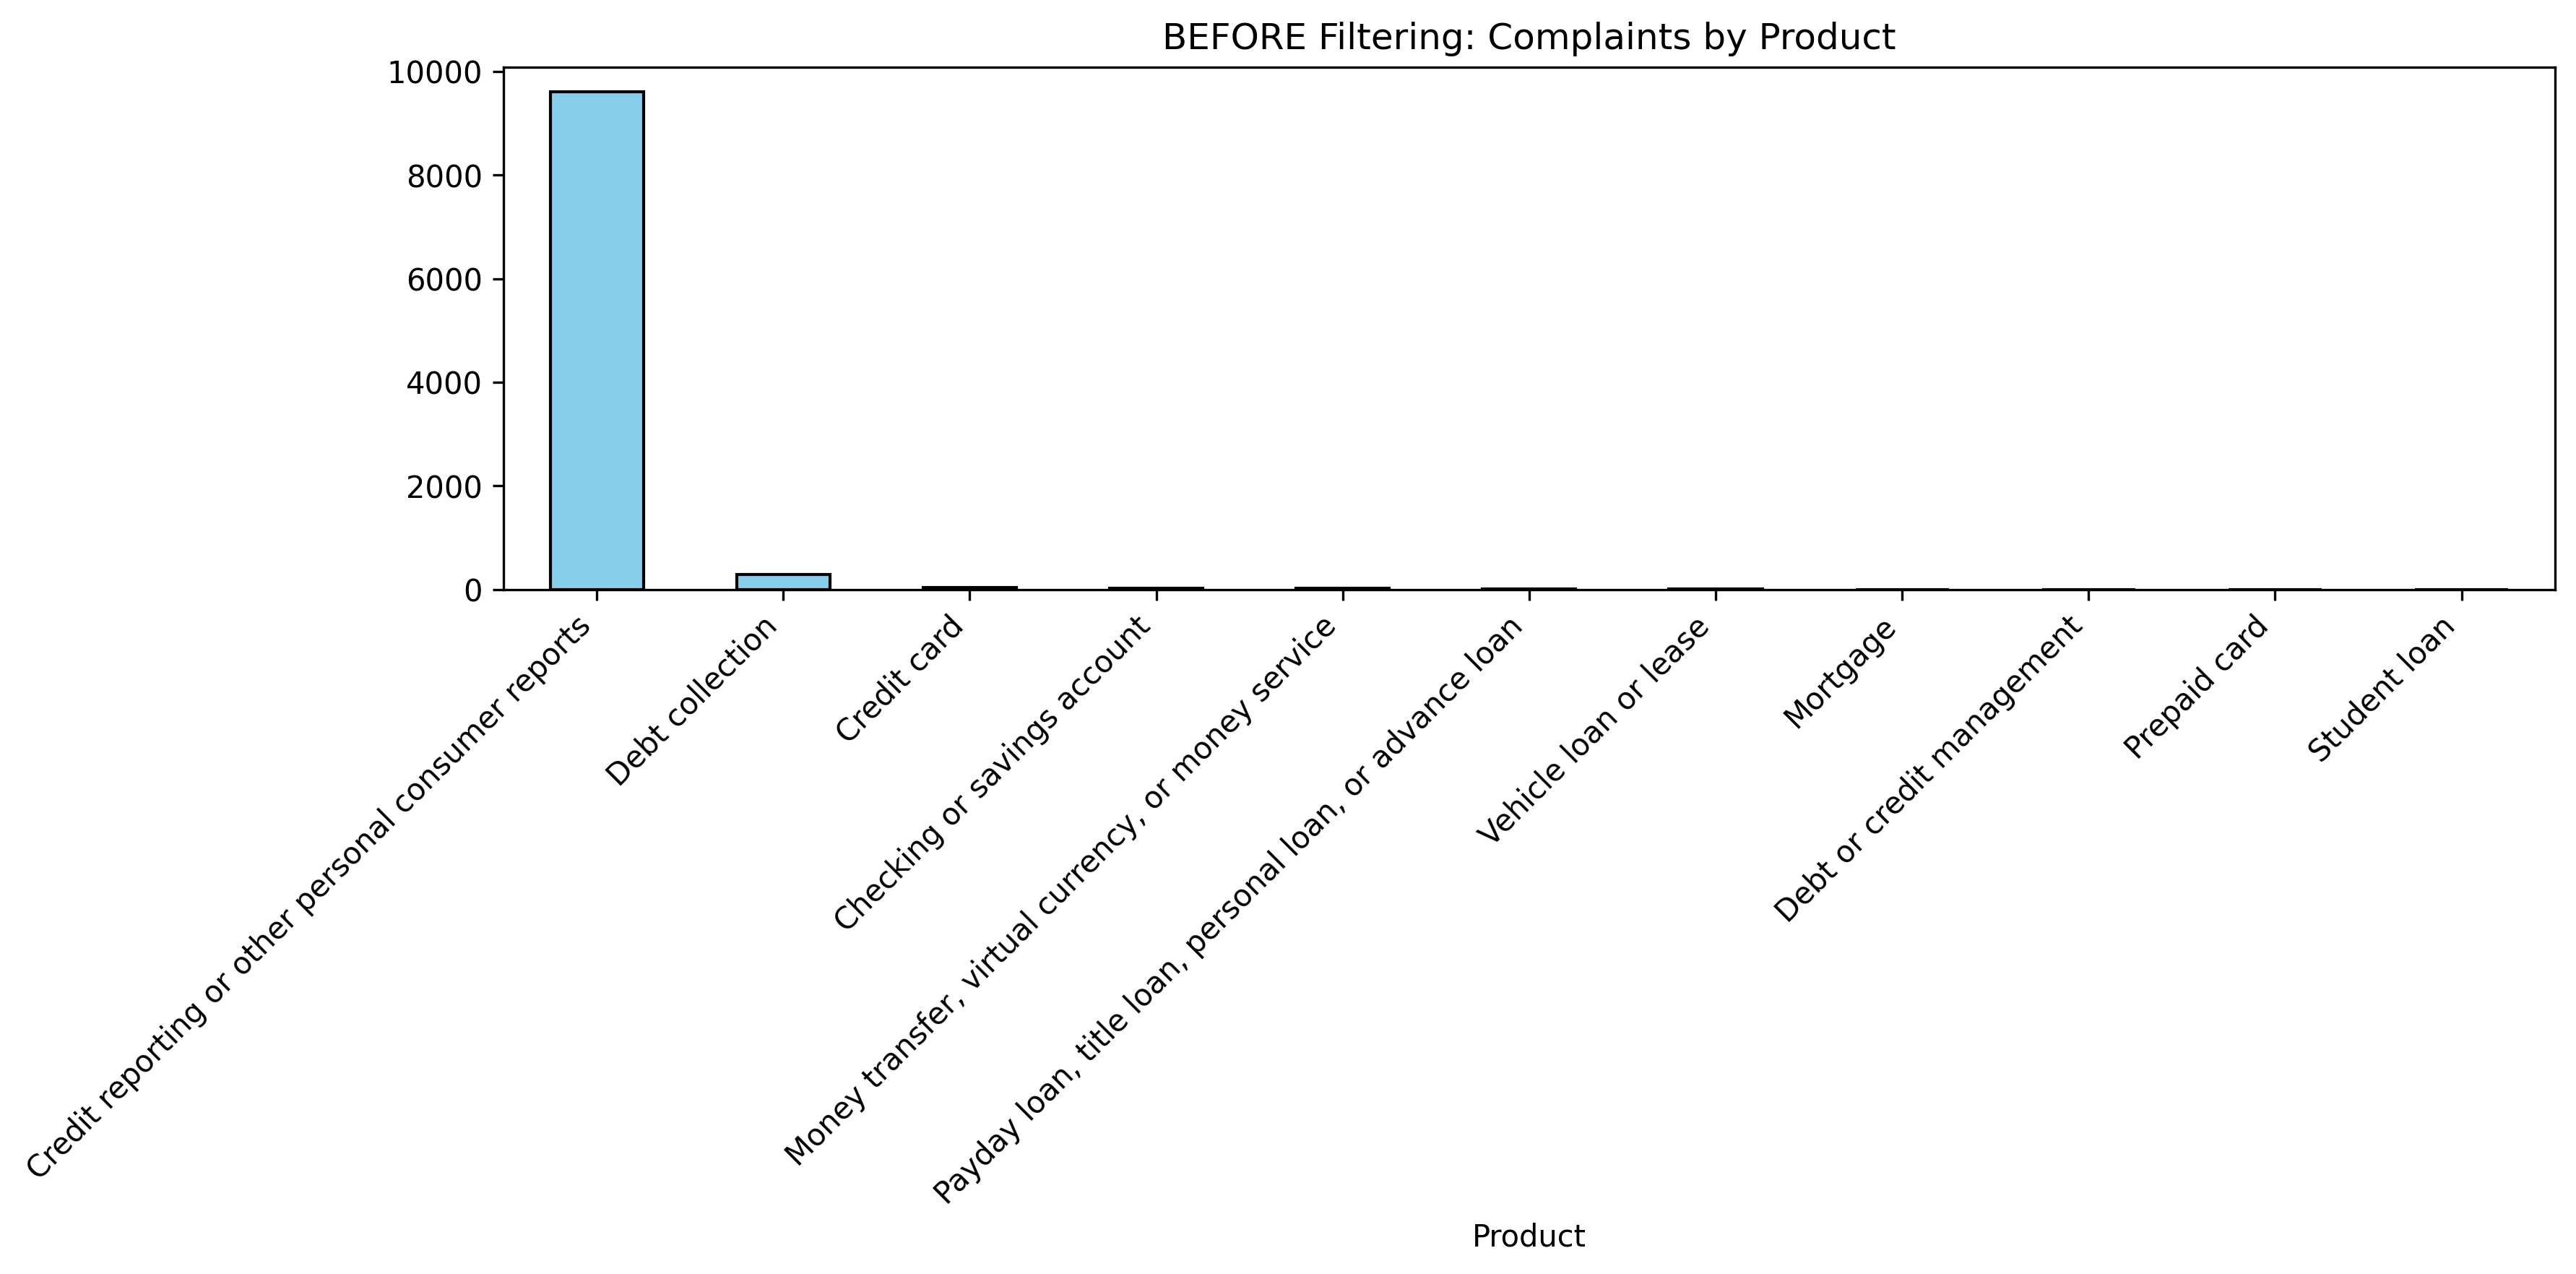 BEFORE Filtering: Complaints by Product
10000
8000
6000
4000
2000
0
Credit reporting or other personal consumer reports
Debt collection
Credit card
Checking or savings account
Money transfer, virtual currency, or money service
Payday loan, title loan, personal loan, or advance loan
Vehicle loan or lease
Mortgage
Debt or credit management
Prepaid card
Student loan
Product